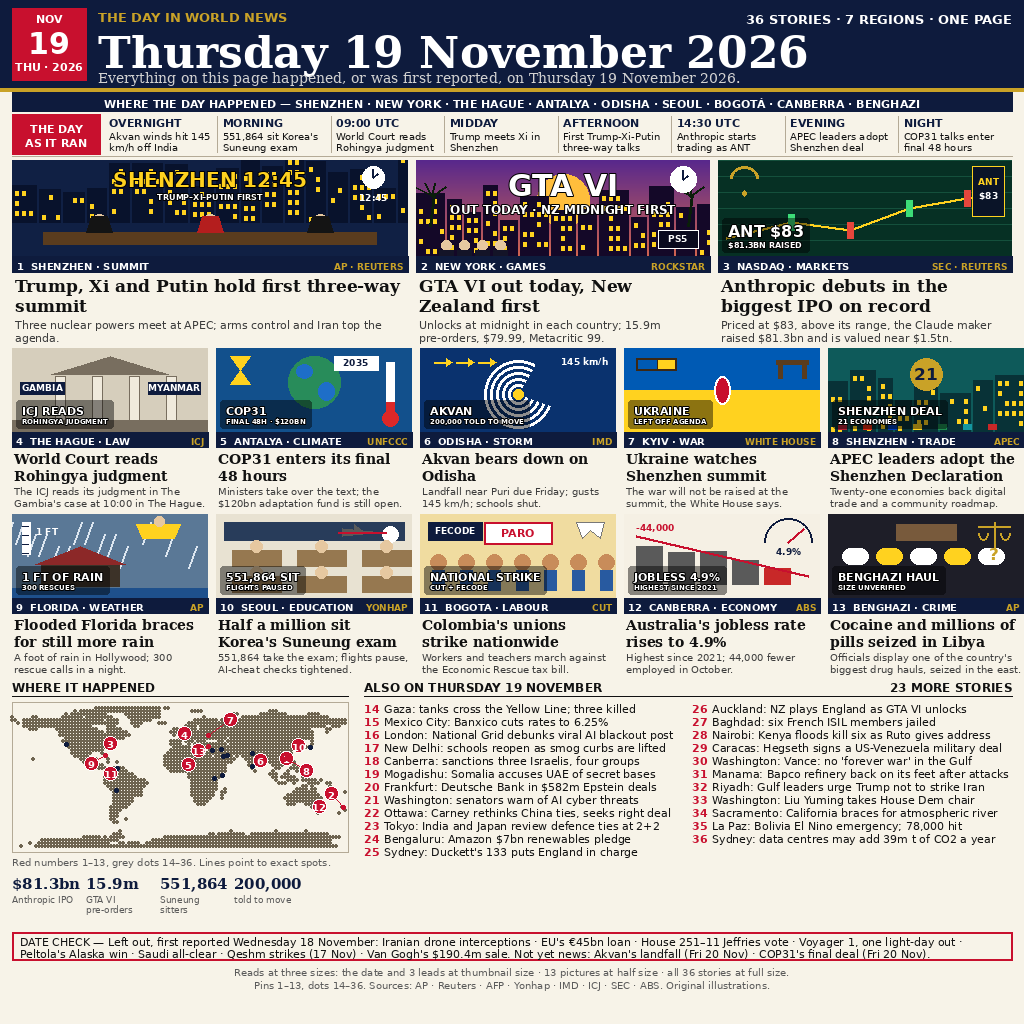 NOV
19
THU · 2026
THE DAY IN WORLD NEWS
36 STORIES · 7 REGIONS · ONE PAGE
Thursday 19 November 2026
Everything on this page happened, or was first reported, on Thursday 19 November 2026.
WHERE THE DAY HAPPENED — SHENZHEN · NEW YORK · THE HAGUE · ANTALYA · ODISHA · SEOUL · BOGOTÁ · CANBERRA · BENGHAZI
THE DAY
AS IT RAN
OVERNIGHT
Akvan winds hit 145
km/h off India
MORNING
551,864 sit Korea's
Suneung exam
09:00 UTC
World Court reads
Rohingya judgment
MIDDAY
Trump meets Xi in
Shenzhen
AFTERNOON
First Trump-Xi-Putin
three-way talks
14:30 UTC
Anthropic starts
trading as ANT
EVENING
APEC leaders adopt
Shenzhen deal
NIGHT
COP31 talks enter
final 48 hours
SHENZHEN 12:45
TRUMP-XI-PUTIN FIRST
12:45
1 SHENZHEN · SUMMIT
AP · REUTERS
Trump, Xi and Putin hold first three-way
summit
Three nuclear powers meet at APEC; arms control and Iran top the
agenda.
GTA VI
OUT TODAY · NZ MIDNIGHT FIRST
PS5
2 NEW YORK · GAMES
ROCKSTAR
GTA VI out today, New
Zealand first
Unlocks at midnight in each country; 15.9m
pre-orders, $79.99, Metacritic 99.
ANT
$83
ANT $83
$81.3BN RAISED
3 NASDAQ · MARKETS
SEC · REUTERS
Anthropic debuts in the
biggest IPO on record
Priced at $83, above its range, the Claude maker
raised $81.3bn and is valued near $1.5tn.
GAMBIA
MYANMAR
ICJ READS
ROHINGYA JUDGMENT
4 THE HAGUE · LAW
ICJ
World Court reads
Rohingya judgment
The ICJ reads its judgment in The
Gambia's case at 10:00 in The Hague.
2035
COP31
FINAL 48H · $120BN
5 ANTALYA · CLIMATE
UNFCCC
COP31 enters its final
48 hours
Ministers take over the text; the
$120bn adaptation fund is still open.
145 km/h
AKVAN
200,000 TOLD TO MOVE
6 ODISHA · STORM
IMD
Akvan bears down on
Odisha
Landfall near Puri due Friday; gusts
145 km/h; schools shut.
UKRAINE
LEFT OFF AGENDA
7 KYIV · WAR
WHITE HOUSE
Ukraine watches
Shenzhen summit
The war will not be raised at the
summit, the White House says.
21
SHENZHEN DEAL
21 ECONOMIES
8 SHENZHEN · TRADE
APEC
APEC leaders adopt the
Shenzhen Declaration
Twenty-one economies back digital
trade and a community roadmap.
1 FT
1 FT OF RAIN
300 RESCUES
9 FLORIDA · WEATHER
AP
Flooded Florida braces
for still more rain
A foot of rain in Hollywood; 300
rescue calls in a night.
551,864 SIT
FLIGHTS PAUSED
10 SEOUL · EDUCATION
YONHAP
Half a million sit
Korea's Suneung exam
551,864 take the exam; flights pause,
AI-cheat checks tightened.
FECODE
PARO
NATIONAL STRIKE
CUT + FECODE
11 BOGOTA · LABOUR
CUT
Colombia's unions
strike nationwide
Workers and teachers march against
the Economic Rescue tax bill.
-44,000
4.9%
JOBLESS 4.9%
HIGHEST SINCE 2021
12 CANBERRA · ECONOMY
ABS
Australia's jobless rate
rises to 4.9%
Highest since 2021; 44,000 fewer
employed in October.
?
BENGHAZI HAUL
SIZE UNVERIFIED
13 BENGHAZI · CRIME
AP
Cocaine and millions of
pills seized in Libya
Officials display one of the country's
biggest drug hauls, seized in the east.
WHERE IT HAPPENED
7
4
3
13
10
9
11
5
6
8
2
12
Red numbers 1–13, grey dots 14–36. Lines point to exact spots.
$81.3bn
Anthropic IPO
15.9m
GTA VI
pre-orders
551,864
Suneung
sitters
200,000
told to move
ALSO ON THURSDAY 19 NOVEMBER
23 MORE STORIES
14 Gaza: tanks cross the Yellow Line; three killed
15 Mexico City: Banxico cuts rates to 6.25%
16 London: National Grid debunks viral AI blackout post
17 New Delhi: schools reopen as smog curbs are lifted
18 Canberra: sanctions three Israelis, four groups
19 Mogadishu: Somalia accuses UAE of secret bases
20 Frankfurt: Deutsche Bank in $582m Epstein deals
21 Washington: senators warn of AI cyber threats
22 Ottawa: Carney rethinks China ties, seeks right deal
23 Tokyo: India and Japan review defence ties at 2+2
24 Bengaluru: Amazon $7bn renewables pledge
25 Sydney: Duckett's 133 puts England in charge
26 Auckland: NZ plays England as GTA VI unlocks
27 Baghdad: six French ISIL members jailed
28 Nairobi: Kenya floods kill six as Ruto gives address
29 Caracas: Hegseth signs a US-Venezuela military deal
30 Washington: Vance: no 'forever war' in the Gulf
31 Manama: Bapco refinery back on its feet after attacks
32 Riyadh: Gulf leaders urge Trump not to strike Iran
33 Washington: Liu Yuming takes House Dem chair
34 Sacramento: California braces for atmospheric river
35 La Paz: Bolivia El Nino emergency; 78,000 hit
36 Sydney: data centres may add 39m t of CO2 a year
DATE CHECK — Left out, first reported Wednesday 18 November: Iranian drone interceptions · EU's €45bn loan · House 251–11 Jeffries vote · Voyager 1, one light-day out ·
Peltola's Alaska win · Saudi all-clear · Qeshm strikes (17 Nov) · Van Gogh's $190.4m sale. Not yet news: Akvan's landfall (Fri 20 Nov) · COP31's final deal (Fri 20 Nov).
Reads at three sizes: the date and 3 leads at thumbnail size · 13 pictures at half size · all 36 stories at full size.
Pins 1–13, dots 14–36. Sources: AP · Reuters · AFP · Yonhap · IMD · ICJ · SEC · ABS. Original illustrations.